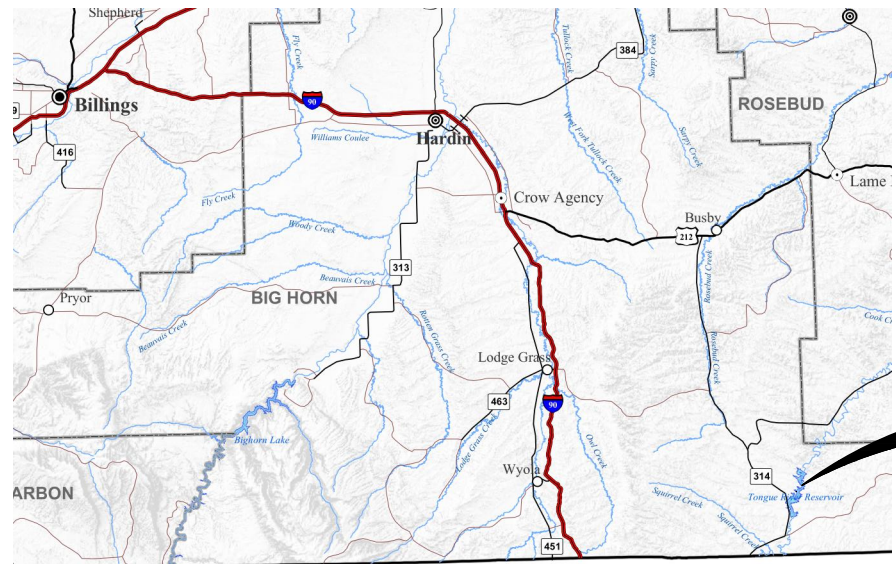 Shepherd
Fly Creek
Tullock Creek
384
Sarpy Creek
ROSEBUD
90
Billings
Hardin
Williams Coulee
West Fork Tullock Creek
Sarpy Creek
416
Fly Creek
Crow Agency
Lame
Busby
Woody Creek
212
313
Beauvais Creek
Rosebud Creek
Pryor
BIG HORN
Rotten Grass Creek
Cook
Beauvais Creek
Rosebud Creek
Lodge Grass
463
90
Bighorn Lake
Lodge Grass Creek
Owl Creek
Wyola
314
ARBON
Tongue River Reservoir
Squirrel Creek
Squirrel Creek
451